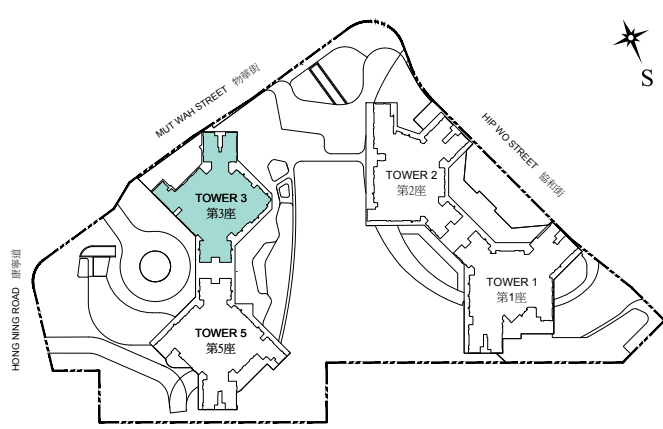 MUT WAH STREET 物華街
S
HIP WO STREET 協和街
TOWER 3
第3座
TOWER 2
第2座
TOWER 1
第1座
HONG NING ROAD 康寧道
TOWER 5
第5座